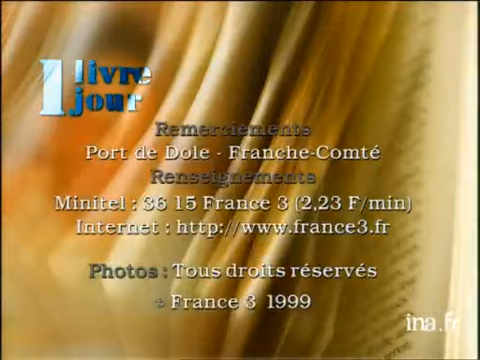 1 livre
jour
Remerciements
Port de Dole - Franche-Comté
Renseignements
Minitel : 36 15 France 3 (2,23 F/min)
Internet : http://www.france3.fr
Photos : Tous droits réservés
© France 3 1999
ina.fr